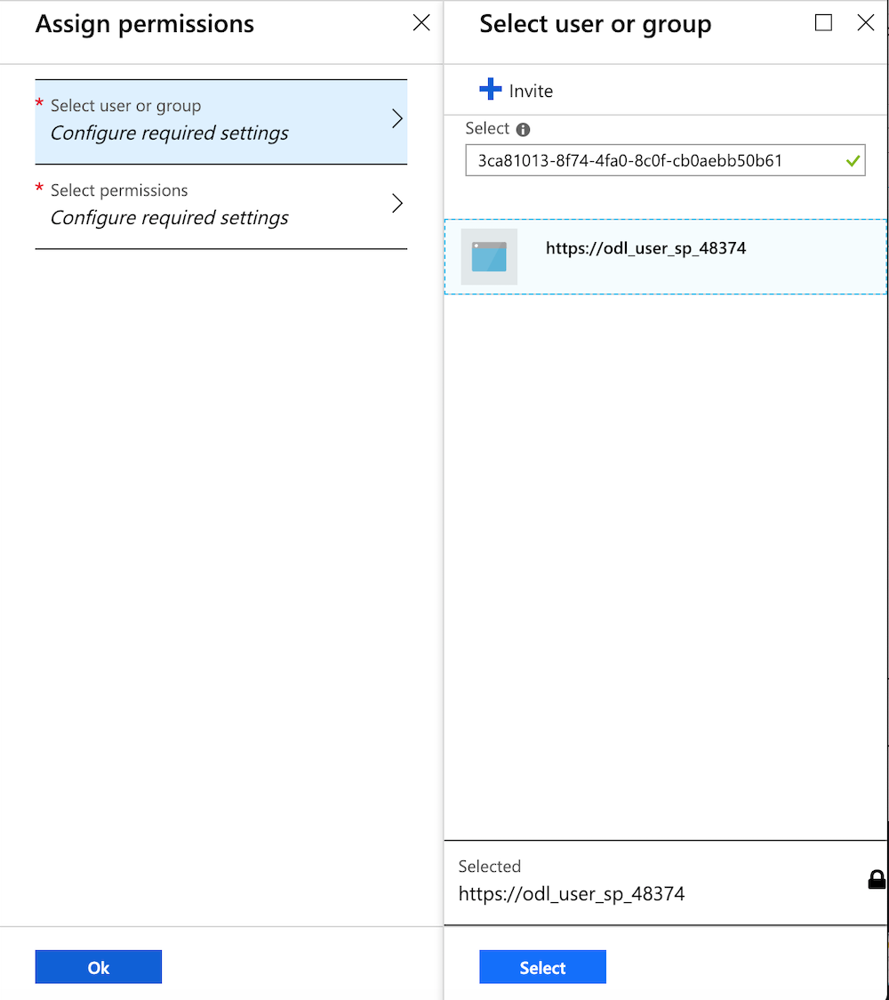 Assign permissions
* Select user or group
Configure required settings
* Select permissions
Configure required settings
Ok
Select user or group
Invite
Select
3ca81013-8f74-4fa0-8c0f-cb0aebb50b61
https://odl_user_sp_48374
Selected
https://odl_user_sp_48374
Select